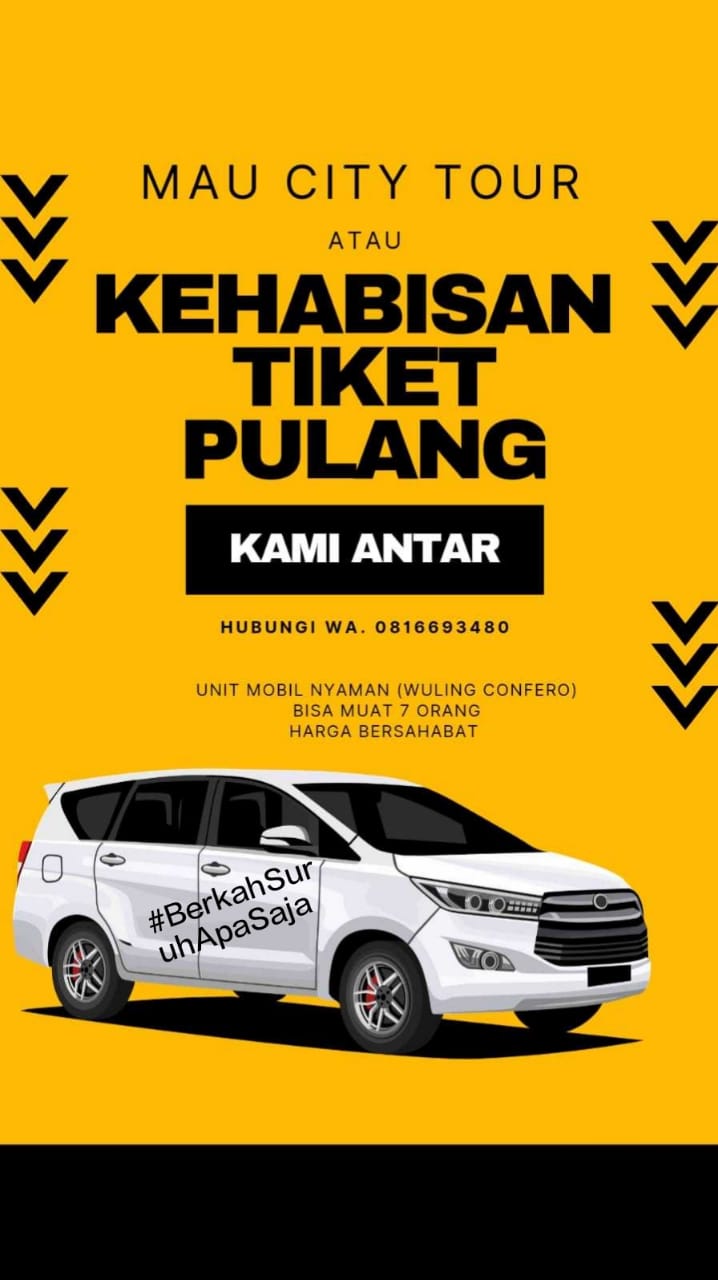 MAU CITY TOUR
ATAU
KEHABISAN
TIKET
PULANG
KAMI ANTAR
HUBUNGI WA. 0816693480
UNIT MOBIL NYAMAN (WULING CONFERO)
BISA MUAT 7 ORANG
HARGA BERSAHABAT
#BerkahSur
uhApaSaja